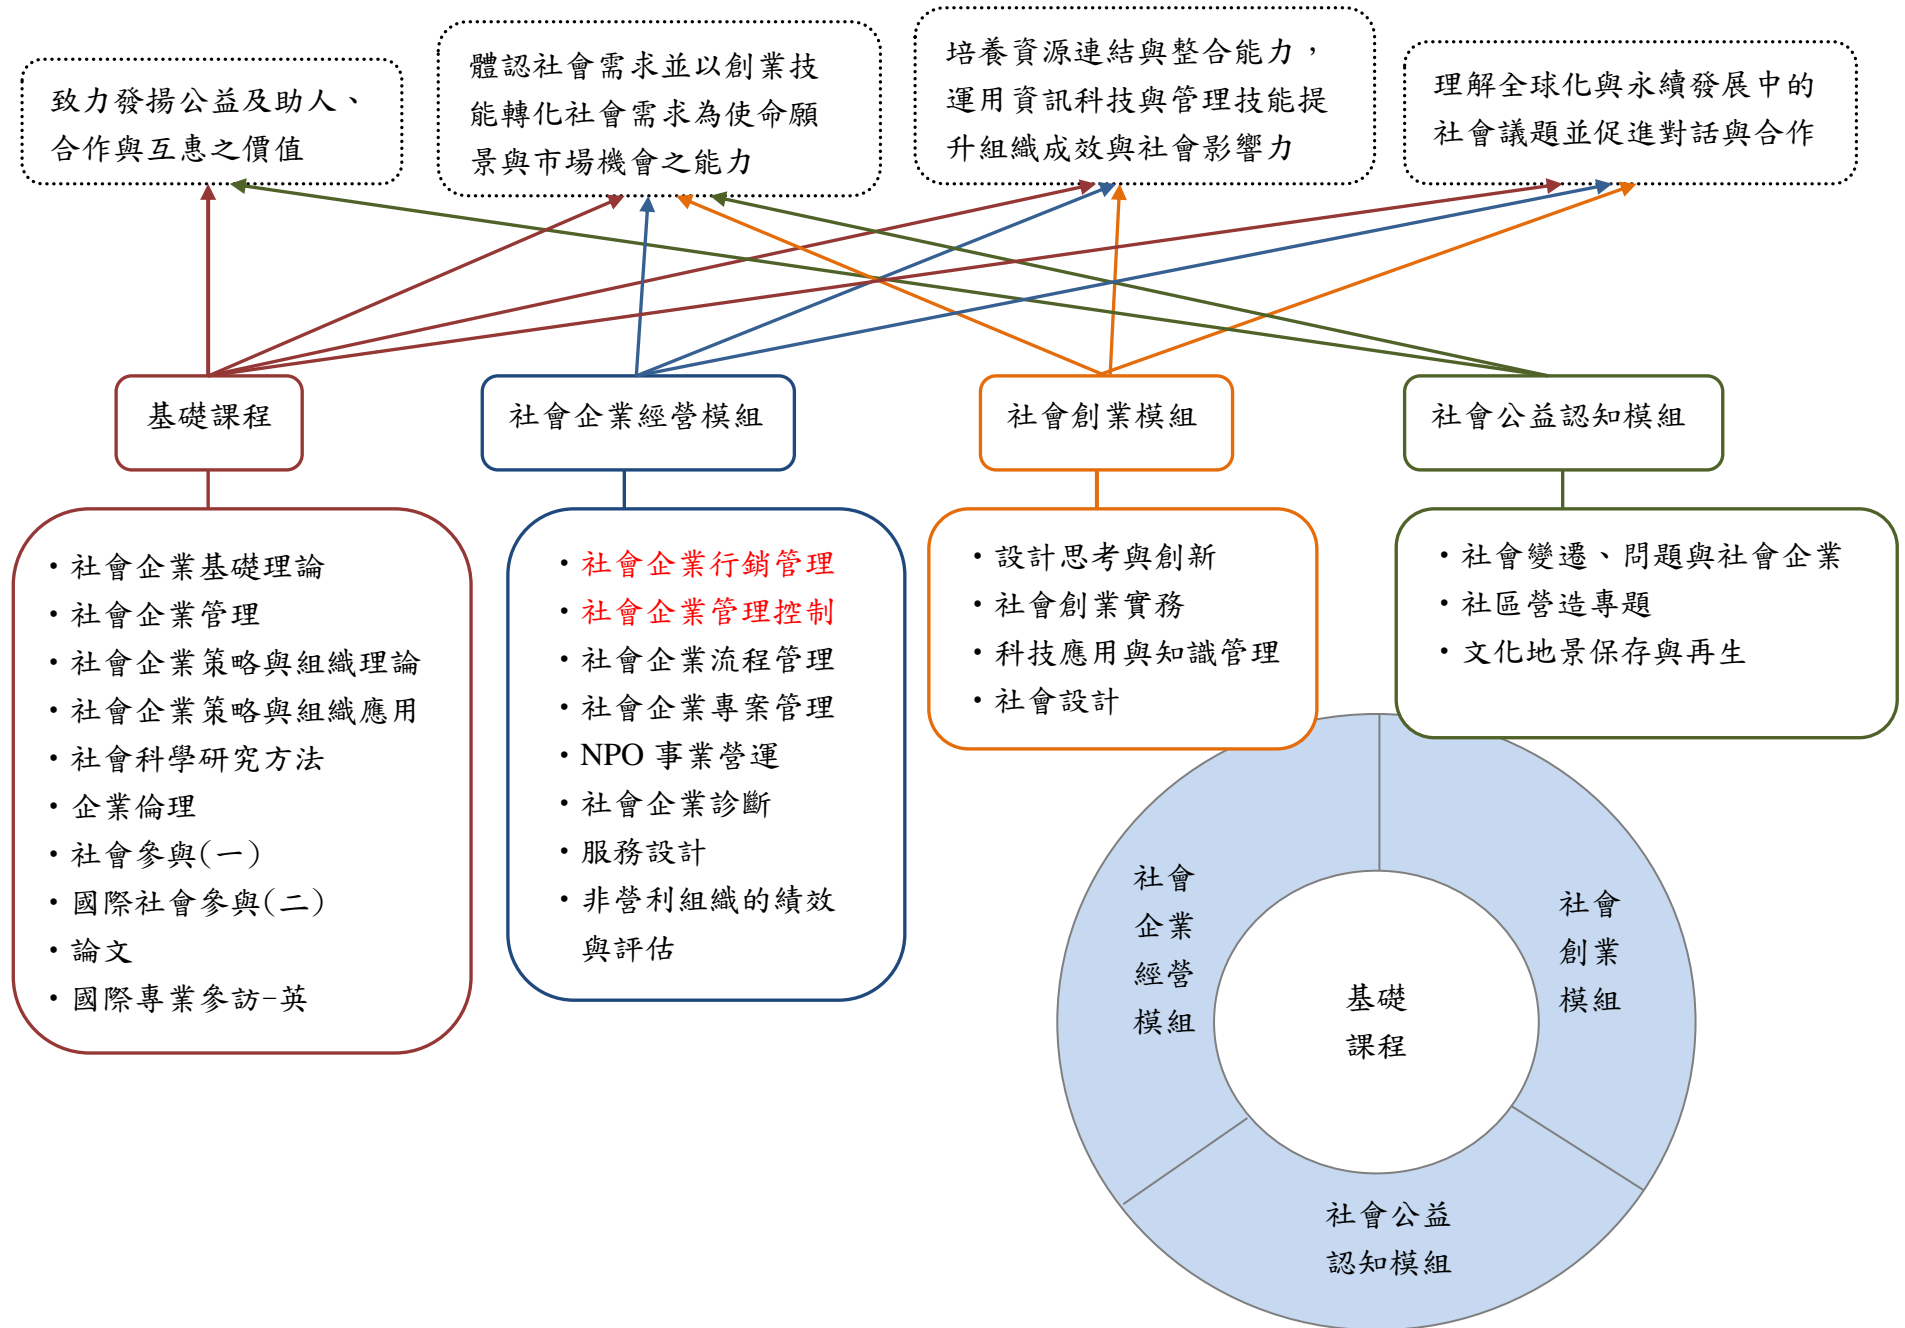 致力發揚公益及助人、
合作與互惠之價值
體認社會需求並以創業技
能轉化社會需求為使命願
景與市場機會之能力
培養資源連結與整合能力，
運用資訊科技與管理技能提
升組織成效與社會影響力
理解全球化與永續發展中的
社會議題並促進對話與合作
基礎課程
社會企業經營模組
社會創業模組
社會公益認知模組
・社會企業基礎理論
・社會企業管理
・社會企業策略與組織理論
・社會企業策略與組織應用
・社會科學研究方法
・企業倫理
・社會參與(一)
・國際社會參與(二)
・論文
・國際專業參訪-英
・社會企業行銷管理
・社會企業管理控制
・社會企業流程管理
・社會企業專案管理
・NPO 事業營運
・社會企業診斷
・服務設計
・非營利組織的績效
與評估
・設計思考與創新
・社會創業實務
・科技應用與知識管理
・社會設計
・社會變遷、問題與社會企業
・社區營造專題
・文化地景保存與再生
社會
企業
經營
模組
社會
創業
模組
基礎
課程
社會公益
認知模組